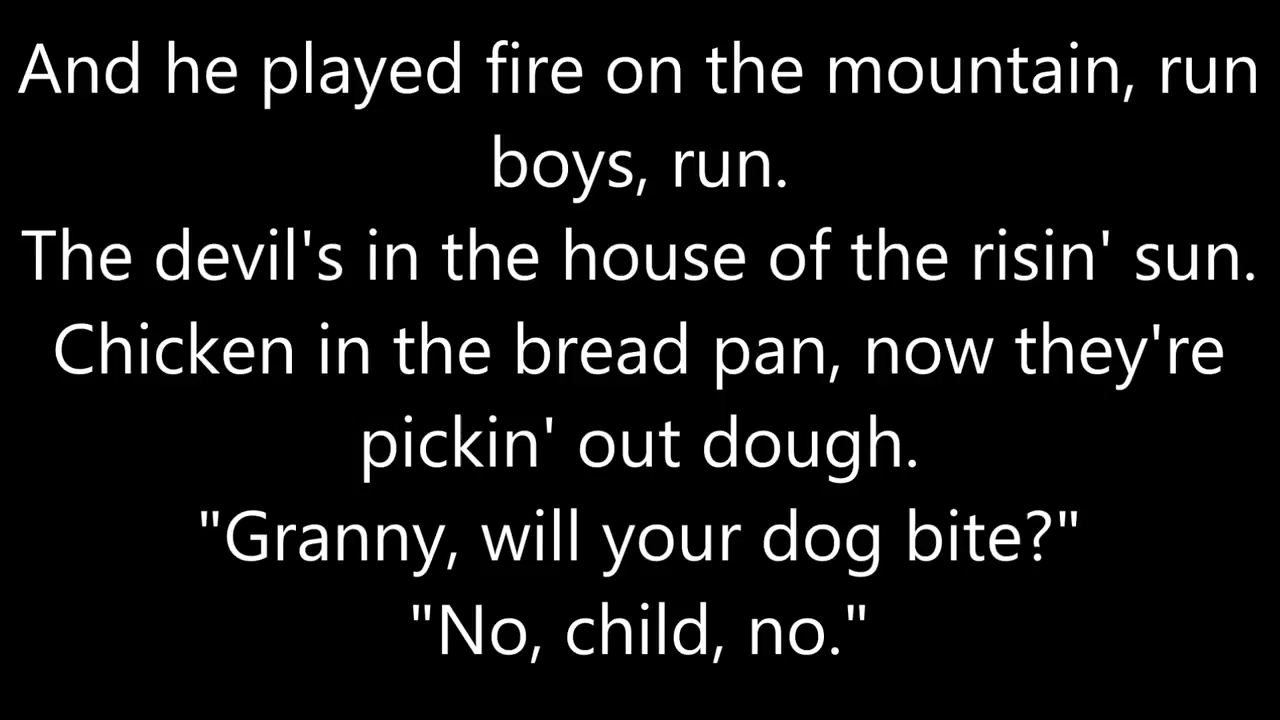 And he played fire on the mountain, run
boys, run.
The devil's in the house of the risin' sun.
Chicken in the bread pan, now they're
pickin' out dough.
"Granny, will your dog bite?"
"No, child, no."